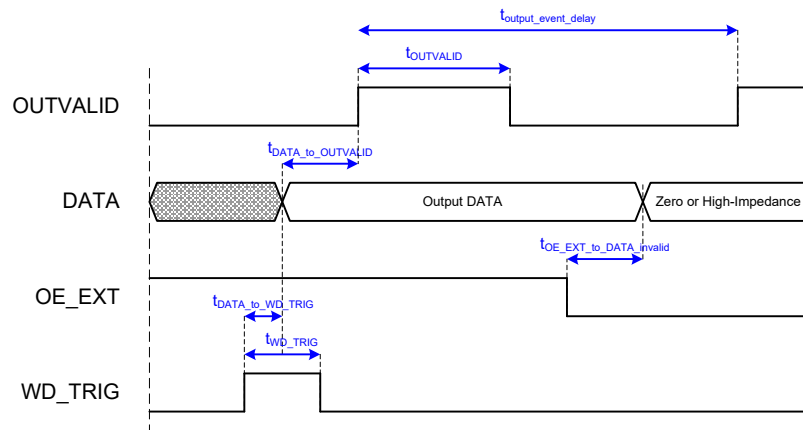 t_output_event_delay
t_OUTVALID
OUTVALID
t_DATA_to_OUTVALID
DATA
Output DATA
Zero or High-Impedance
t_OE_EXT_to_DATA_invalid
OE_EXT
t_DATA_to_WD_TRIG
t_WD_TRIG
WD_TRIG